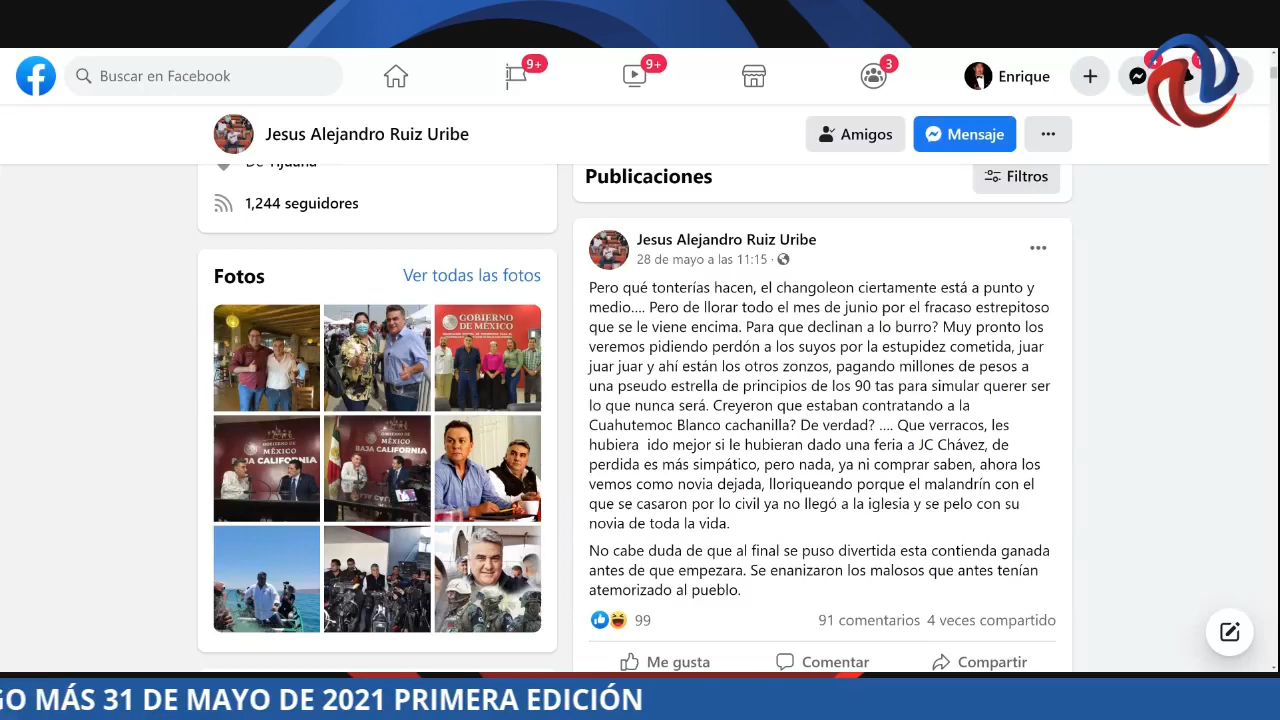 Buscar en Facebook
9+
9+
3
Enrique
Jesus Alejandro Ruiz Uribe
Amigos
Mensaje
De Tijuana
1,244 seguidores
Publicaciones
Filtros
Fotos
Ver todas las fotos
GOBIERNO
DE MÉXICO
GOBIERNO DE
MÉXICO
BAJA CALIFORNIA
GOBIERNO DE
MÉXICO
BAJA CALIFORNIA
Jesus Alejandro Ruiz Uribe
28 de mayo a las 11:15 ·
Pero qué tonterías hacen, el changoleon ciertamente está a punto y
medio.... Pero de llorar todo el mes de junio por el fracaso estrepitoso
que se le viene encima. Para que declinan a lo burro? Muy pronto los
veremos pidiendo perdón a los suyos por la estupidez cometida, juar
juar juar y ahí están los otros zonzos, pagando millones de pesos a
una pseudo estrella de principios de los 90 tas para simular querer ser
lo que nunca será. Creyeron que estaban contratando a la
Cuahutemoc Blanco cachanilla? De verdad? .... Que verracos, les
hubiera ido mejor si le hubieran dado una feria a JC Chávez, de
perdida es más simpático, pero nada, ya ni comprar saben, ahora los
vemos como novia dejada, lloriqueando porque el malandrín con el
que se casaron por lo civil ya no llegó a la iglesia y se pelo con su
novia de toda la vida.
No cabe duda de que al final se puso divertida esta contienda ganada
antes de que empezara. Se enanizaron los malosos que antes tenían
atemorizado al pueblo.
99
91 comentarios 4 veces compartido
Me gusta
Comentar
Compartir
GO MÁS 31 DE MAYO DE 2021 PRIMERA EDICIÓN